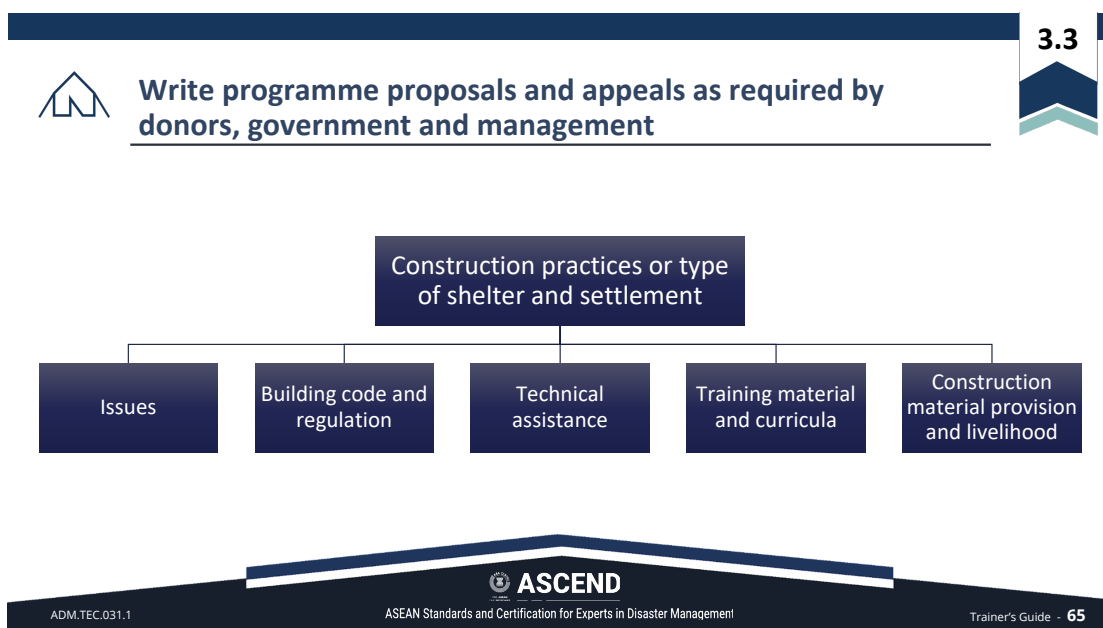 3.3
Write programme proposals and appeals as required by
donors, government and management
Construction practices or type
of shelter and settlement
Issues
Building code and
regulation
Technical
assistance
Training material
and curricula
Construction
material provision
and livelihood
ASCEND
ADM.TEC.031.1
ASEAN Standards and Certification for Experts in Disaster Management
Trainer's Guide - 65